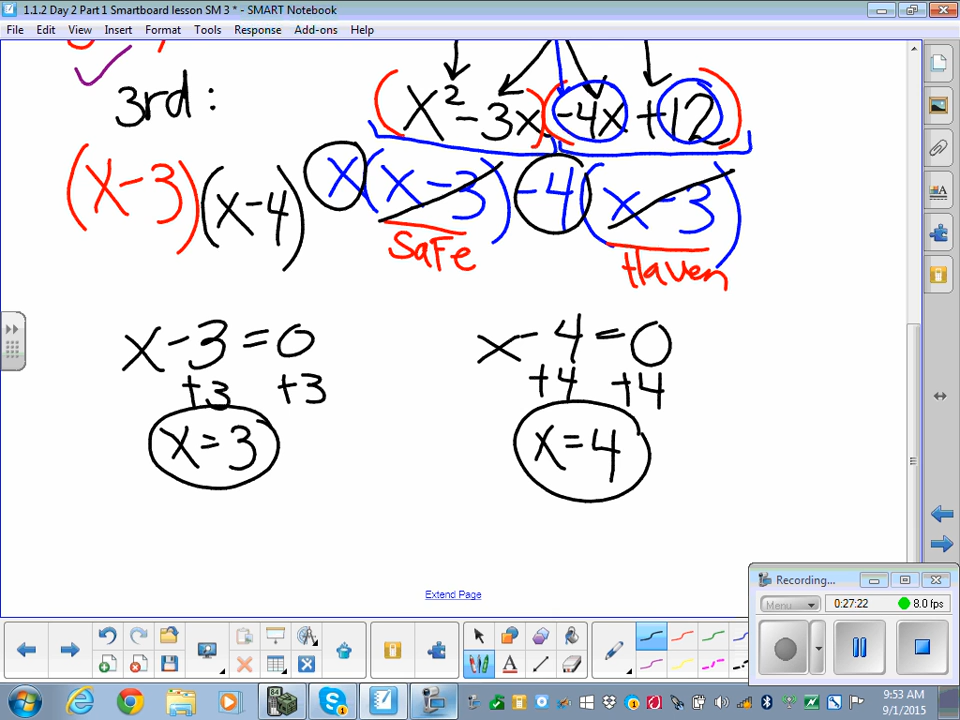 1.1.2 Day 2 Part 1 Smartboard lesson SM 3 * - SMART Notebook
File Edit View Insert Format Tools Response Add-ons Help
3rd:
(x² - 3x)(-4x + 12)
(x-3)(x-4)
x(x-3) -4(x-3)
Safe
Haven
x-3=0
+3 +3
x=3
x-4=0
+4 +4
x=4
Extend Page
Recording...
Menu
0:27:22
8.0 fps
A
84
S
9:53 AM
9/1/2015